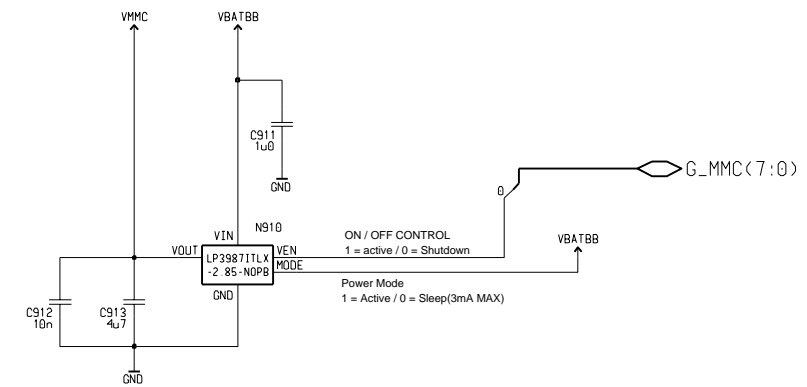 VMMC
VBATBB
C911
1u0
GND
G_MMC(7:0)
0
N910
VIN
ON / OFF CONTROL
VOUT
VEN
1 = active / 0 = Shutdown
VBATBB
LP3987ITLX
-2.85-NOPB
MODE
GND
Power Mode
1 = Active / 0 = Sleep(3mA MAX)
C912
10n
C913
4u7
GND